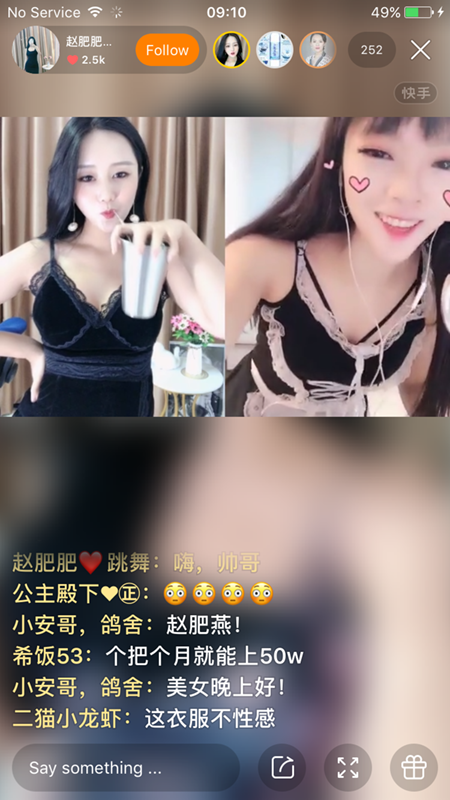 No Service 09:10 49%
赵肥肥... Follow 252
2.5k
快手
赵肥肥❤️跳舞：嗨，帅哥
公主殿下♥㊣：😳😳😳😳
小安哥，鸽舍：赵肥燕！
希饭53：个把个月就能上50w
小安哥，鸽舍：美女晚上好！
二猫小龙虾：这衣服不性感
Say something ...